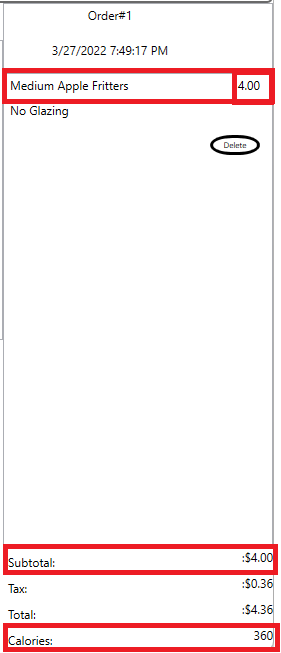 Order#1
3/27/2022 7:49:17 PM
Medium Apple Fritters 4.00
No Glazing
Delete
Subtotal: :$4.00
Tax: :$0.36
Total: :$4.36
Calories: 360